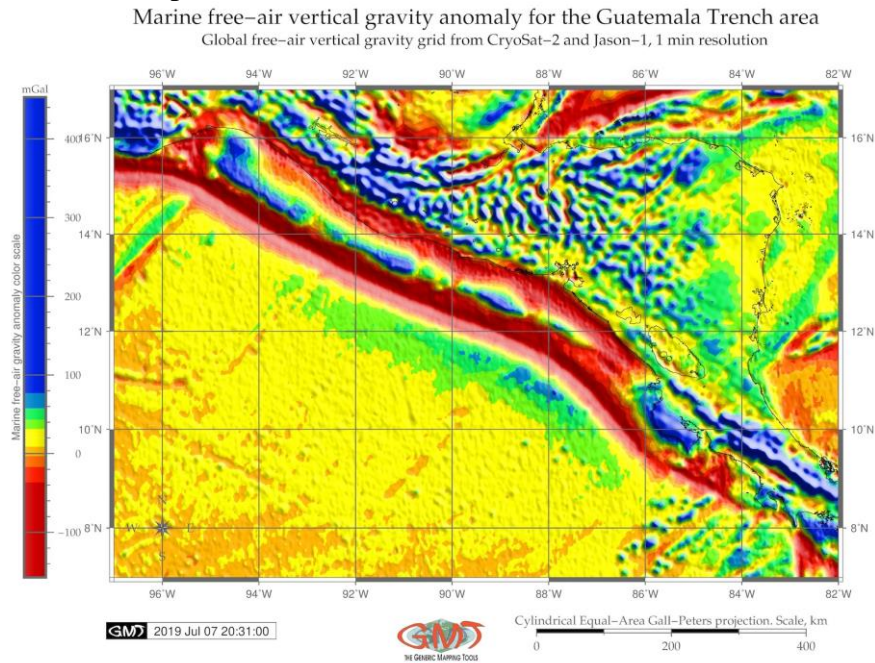 Marine free−air vertical gravity anomaly for the Guatemala Trench area
Global free−air vertical gravity grid from CryoSat−2 and Jason−1, 1 min resolution
mGal
96˚W 94˚W 92˚W 90˚W 88˚W 86˚W 84˚W 82˚W
400
16˚N 16˚N
300
14˚N 14˚N
Marine free−air gravity anomaly color scale
200
12˚N 12˚N
100
10˚N 10˚N
0
N
−100
8˚N W E 8˚N
S
96˚W 94˚W 92˚W 90˚W 88˚W 86˚W 84˚W 82˚W
GMT 2019 Jul 07 20:31:00
GMT
THE GENERIC MAPPING TOOLS
Cylindrical Equal−Area Gall−Peters projection. Scale, km
0 200 400